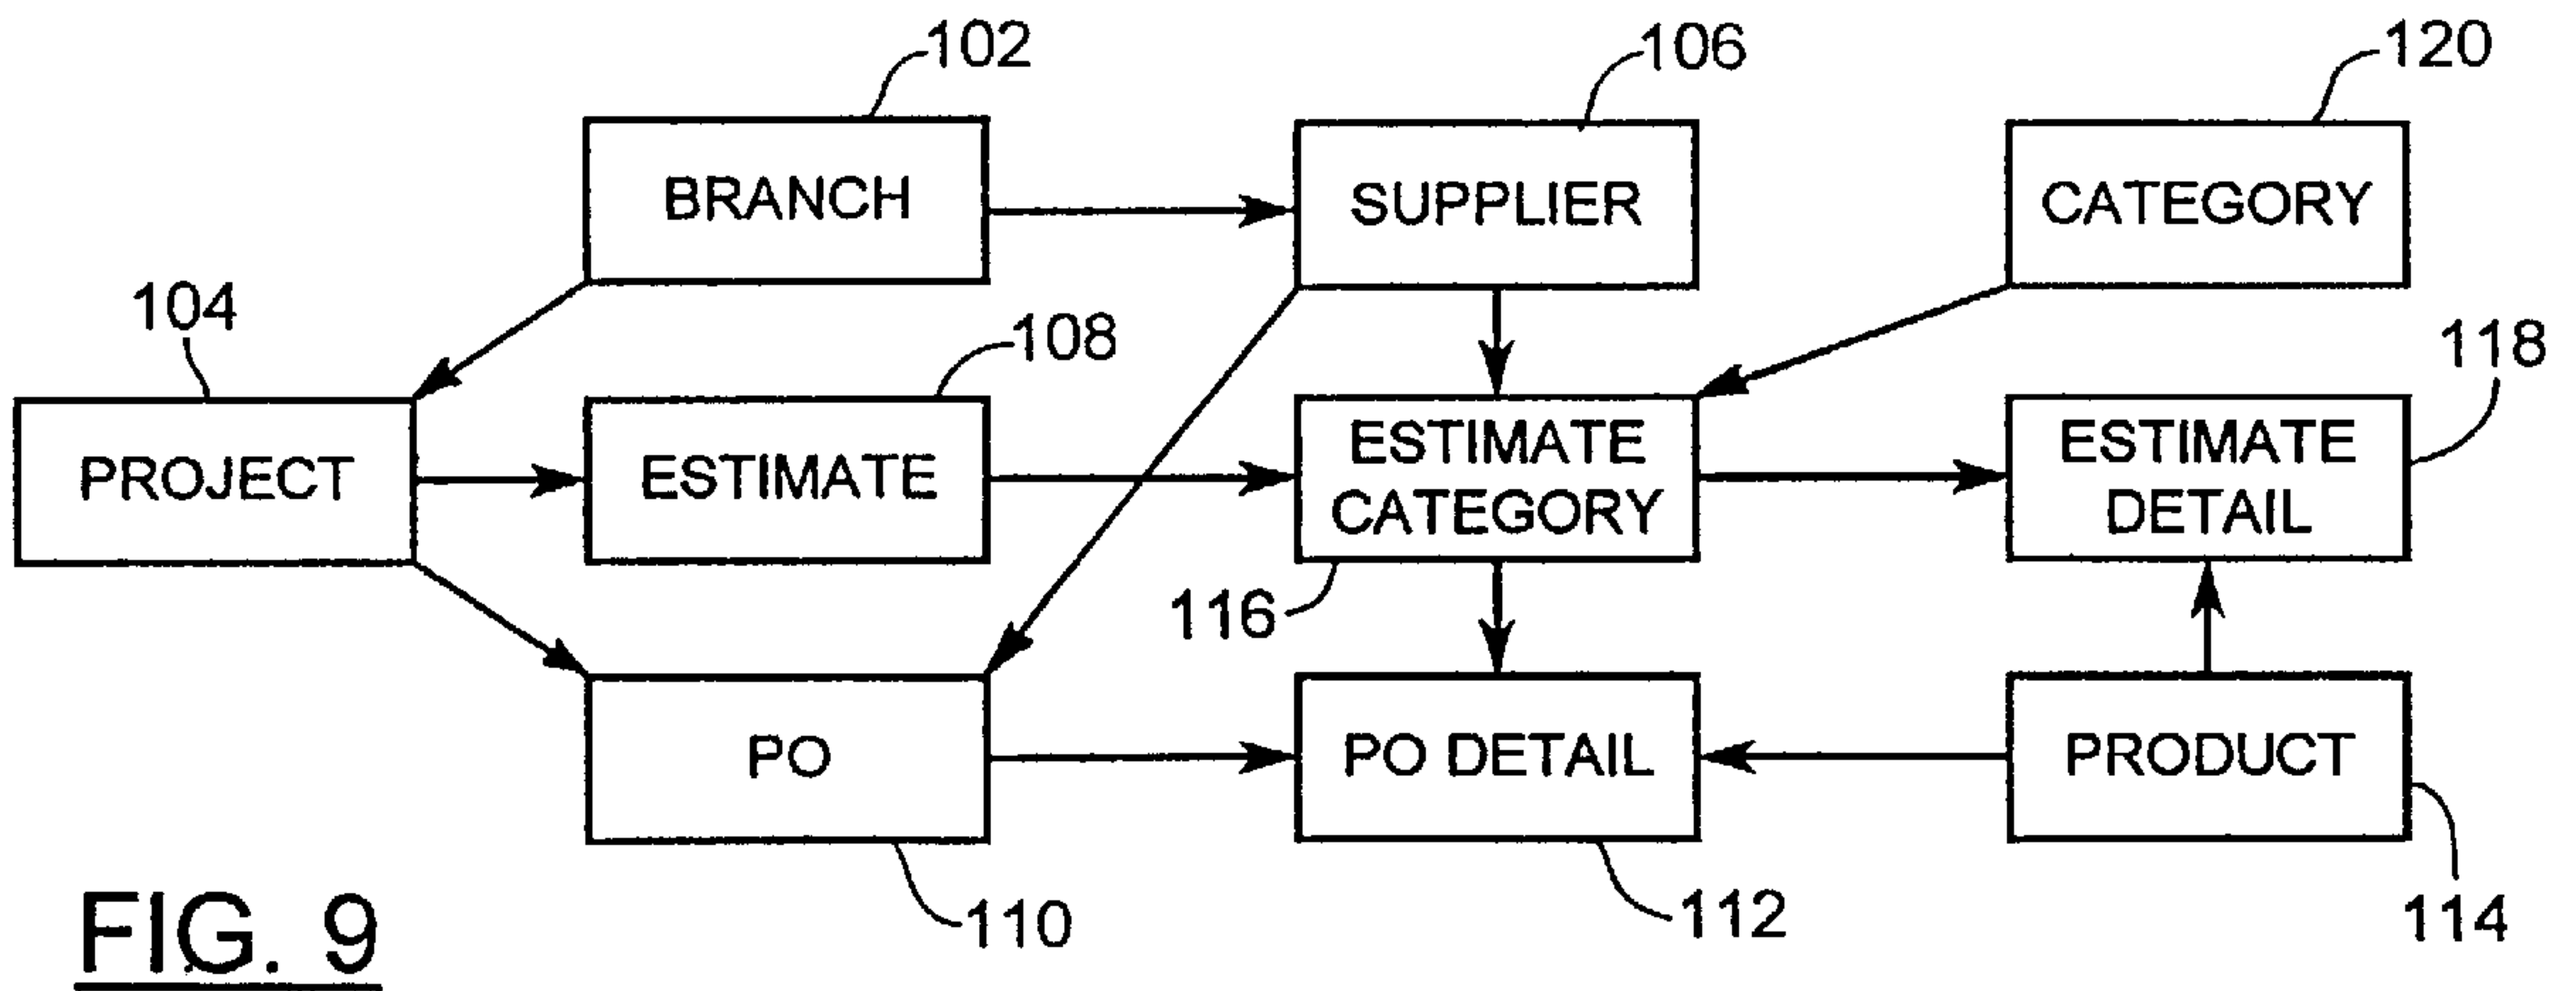 102
106
120
BRANCH
SUPPLIER
CATEGORY
104
108
118
PROJECT
ESTIMATE
ESTIMATE
CATEGORY
ESTIMATE
DETAIL
116
PO
PO DETAIL
PRODUCT
110
112
114
FIG. 9